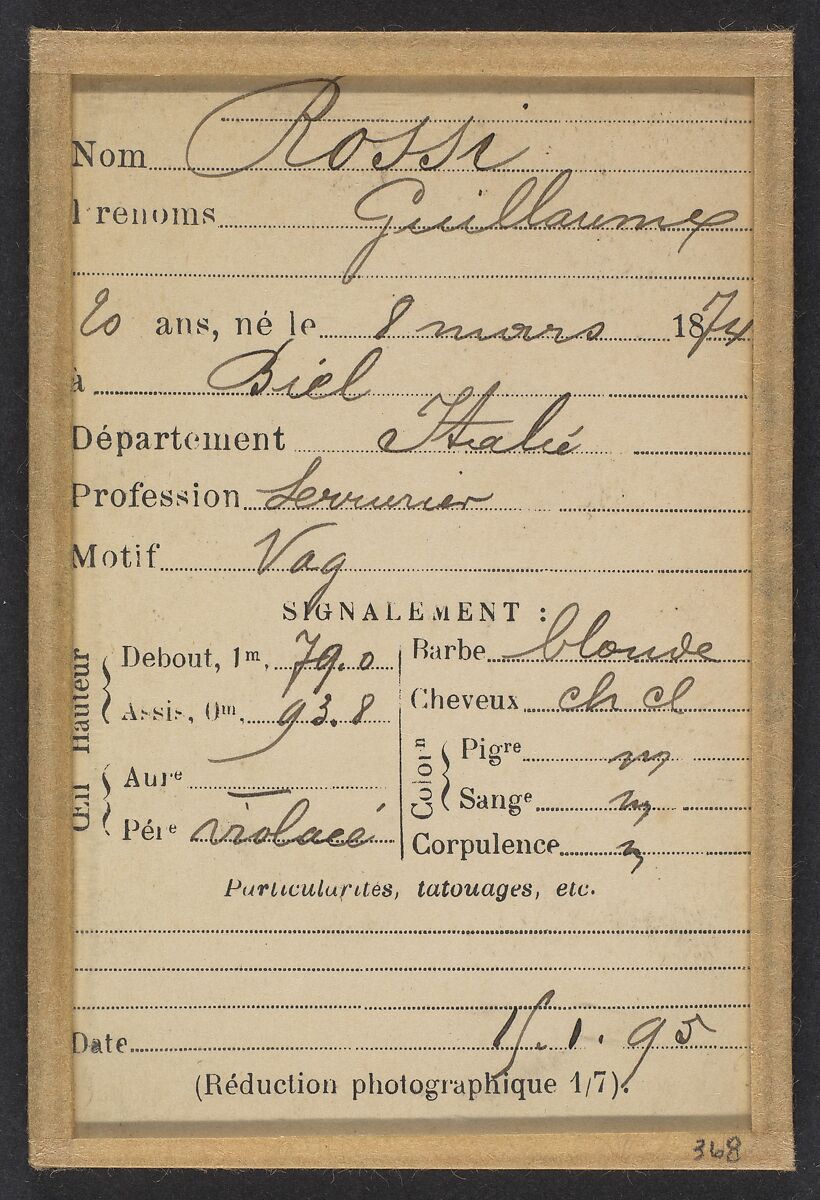 Nom Rossi
Prenoms Guillaume
20 ans, né le 8 mars 1874
à Biel
Département Italie
Profession Serrurier
Motif Vag
SIGNALEMENT :
Hauteur
Debout, 1m, 79.0
Assis, 0m, 93.8
Œil
Aure —
Pére violacé
Barbe blonde
Cheveux ch cl
Colorn
Pigre m
Sange m
Corpulence m
Particularités, tatouages, etc.
Date 15.1.95
(Réduction photographique 1/7).
368